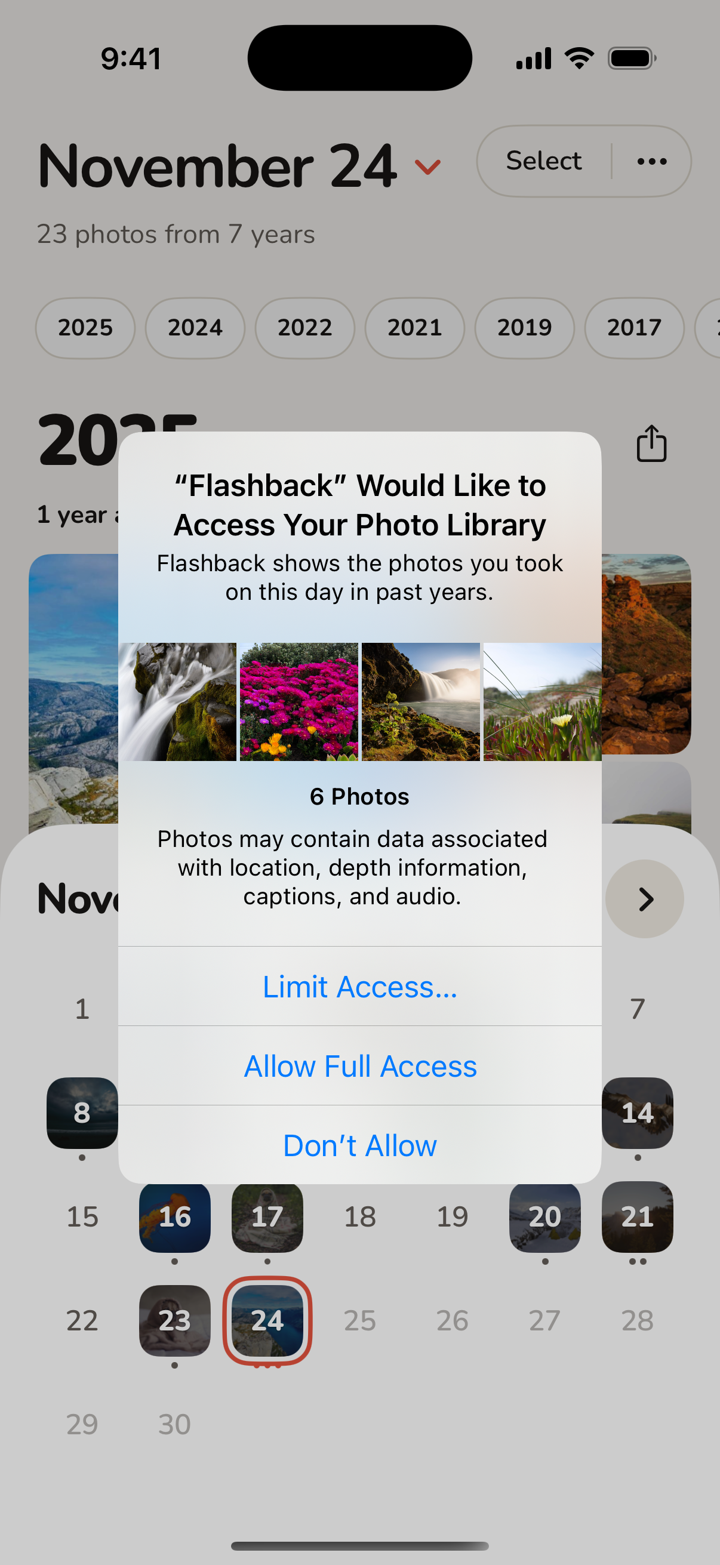 9:41
November 24
Select
23 photos from 7 years
2025 2024 2022 2021 2019 2017
2025
1 year
“Flashback” Would Like to
Access Your Photo Library
Flashback shows the photos you took
on this day in past years.
6 Photos
Photos may contain data associated
with location, depth information,
captions, and audio.
Limit Access...
Allow Full Access
Don’t Allow
1 7
8 14
15 16 17 18 19 20 21
22 23 24 25 26 27 28
29 30